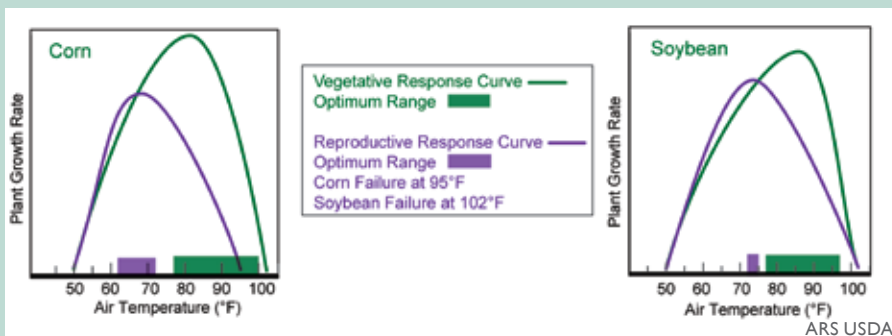 Corn
Plant Growth Rate
50 60 70 80 90 100
Air Temperature (°F)
Vegetative Response Curve
Optimum Range
Reproductive Response Curve
Optimum Range
Corn Failure at 95°F
Soybean Failure at 102°F
Soybean
Plant Growth Rate
50 60 70 80 90 100
Air Temperature (°F)
ARS USDA